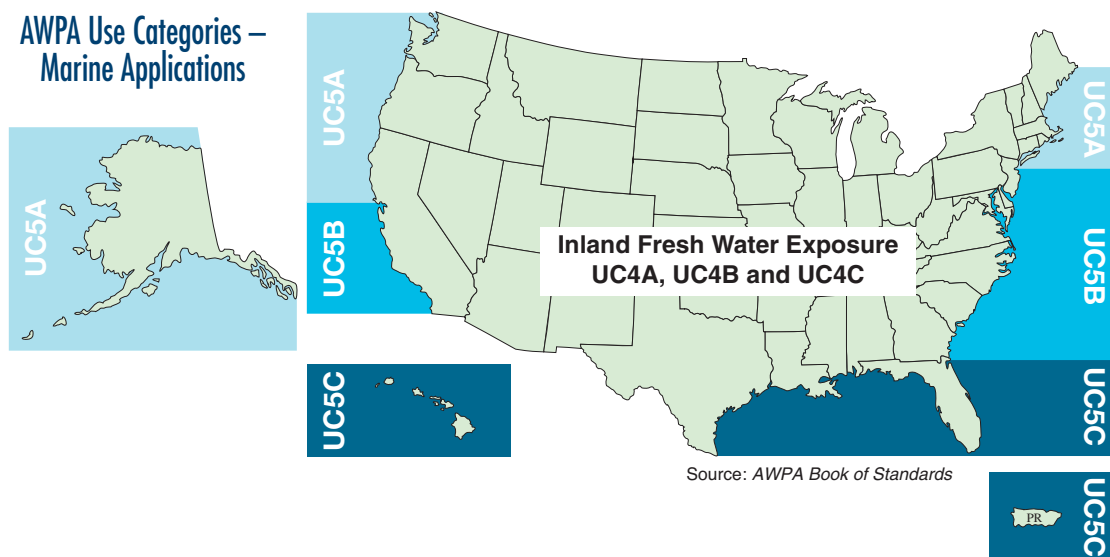 AWPA Use Categories –
Marine Applications
UC5A
UC5A
UC5A
UC5B
Inland Fresh Water Exposure
UC4A, UC4B and UC4C
UC5B
UC5C
UC5C
Source: AWPA Book of Standards
PR
UC5C